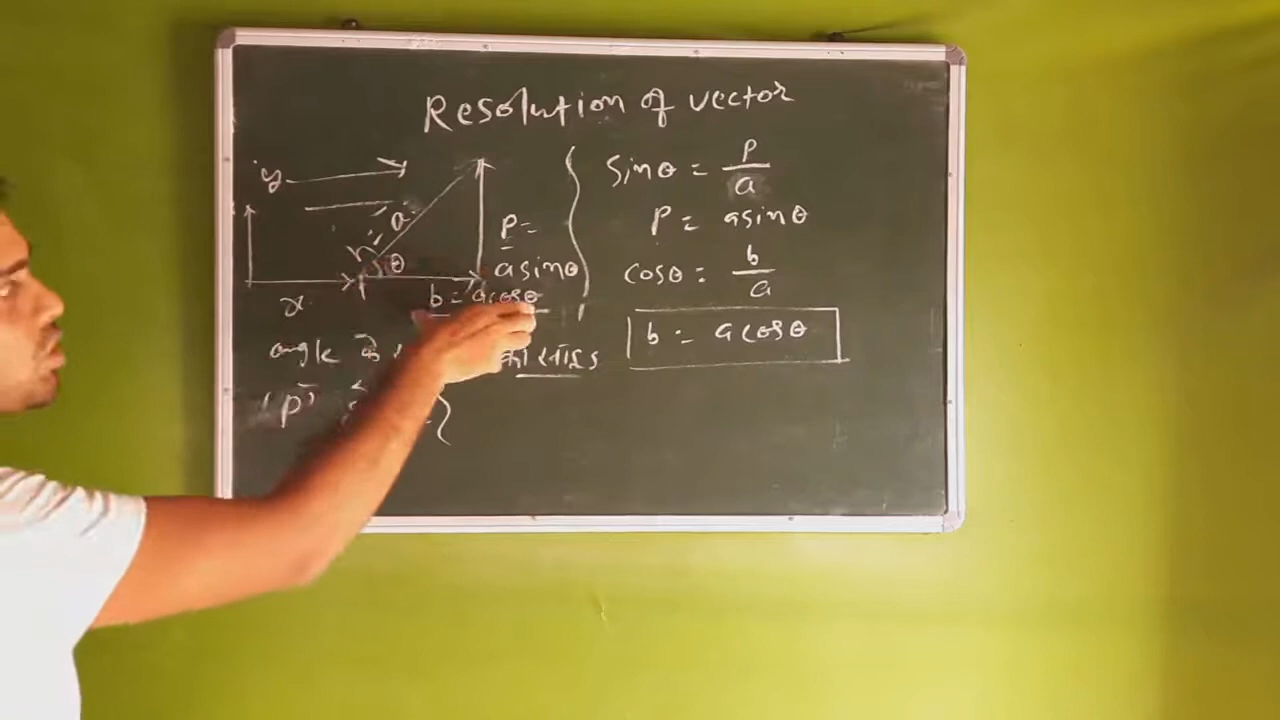 Resolution of vector
y
a
h
θ
P =
a sinθ
x
b = a cosθ
angle के
'P'
Sinθ = P/a
P = a sinθ
cosθ = b/a
b = a cosθ